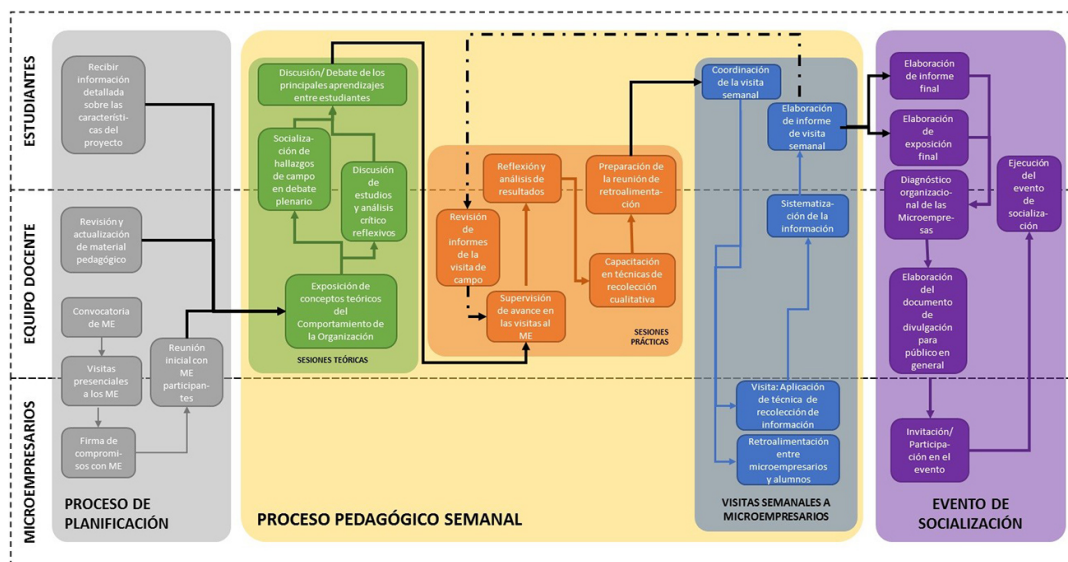 ESTUDIANTES
EQUIPO DOCENTE
MICROEMPRESARIOS
Recibir
información
detallada
sobre las
característi-
cas del
proyecto
Revisión y
actualización
de material
pedagógico
Convocatoria
de ME
Visitas
presenciales
a los ME
Firma de
compromi-
sos con ME
Reunión
inicial con
ME
participan-
tes
PROCESO DE
PLANIFICACIÓN
Discusión/ Debate de los
principales aprendizajes
entre estudiantes
Socializa-
ción de
hallazgos
de campo
en debate
plenario
Discusión
de estudios
y análisis
crítico
reflexivos
Exposición de
conceptos teóricos
del
Comportamiento de
la Organización
SESIONES TEÓRICAS
Reflexión y
análisis de
resultados
Preparación de
la reunión de
retroalimenta-
ción
Revisión de
informes
de la
visita de
campo
Capacitación
en técnicas de
recolección
cualitativa
Supervisión
de avance en
las visitas al
ME
SESIONES
PRÁCTICAS
Coordinación
de la visita
semanal
Elaboración
de informe
de visita
semanal
Sistematiza-
ción de la
información
Visita: Aplicación
de técnica de
recolección de
información
Retroalimentación
entre
microempresarios
y alumnos
VISITAS SEMANALES A
MICROEMPRESARIOS
PROCESO PEDAGÓGICO SEMANAL
Elaboración
de informe
final
Elaboración
de
exposición
final
Diagnóstico
organizacio-
nal de las
Microempre-
sas
Ejecución
del
evento de
socializa-
ción
Elaboración
del
documento
de
divulgación
para
público en
general
Invitación/
Participa-
ción en el
evento
EVENTO DE
SOCIALIZACIÓN